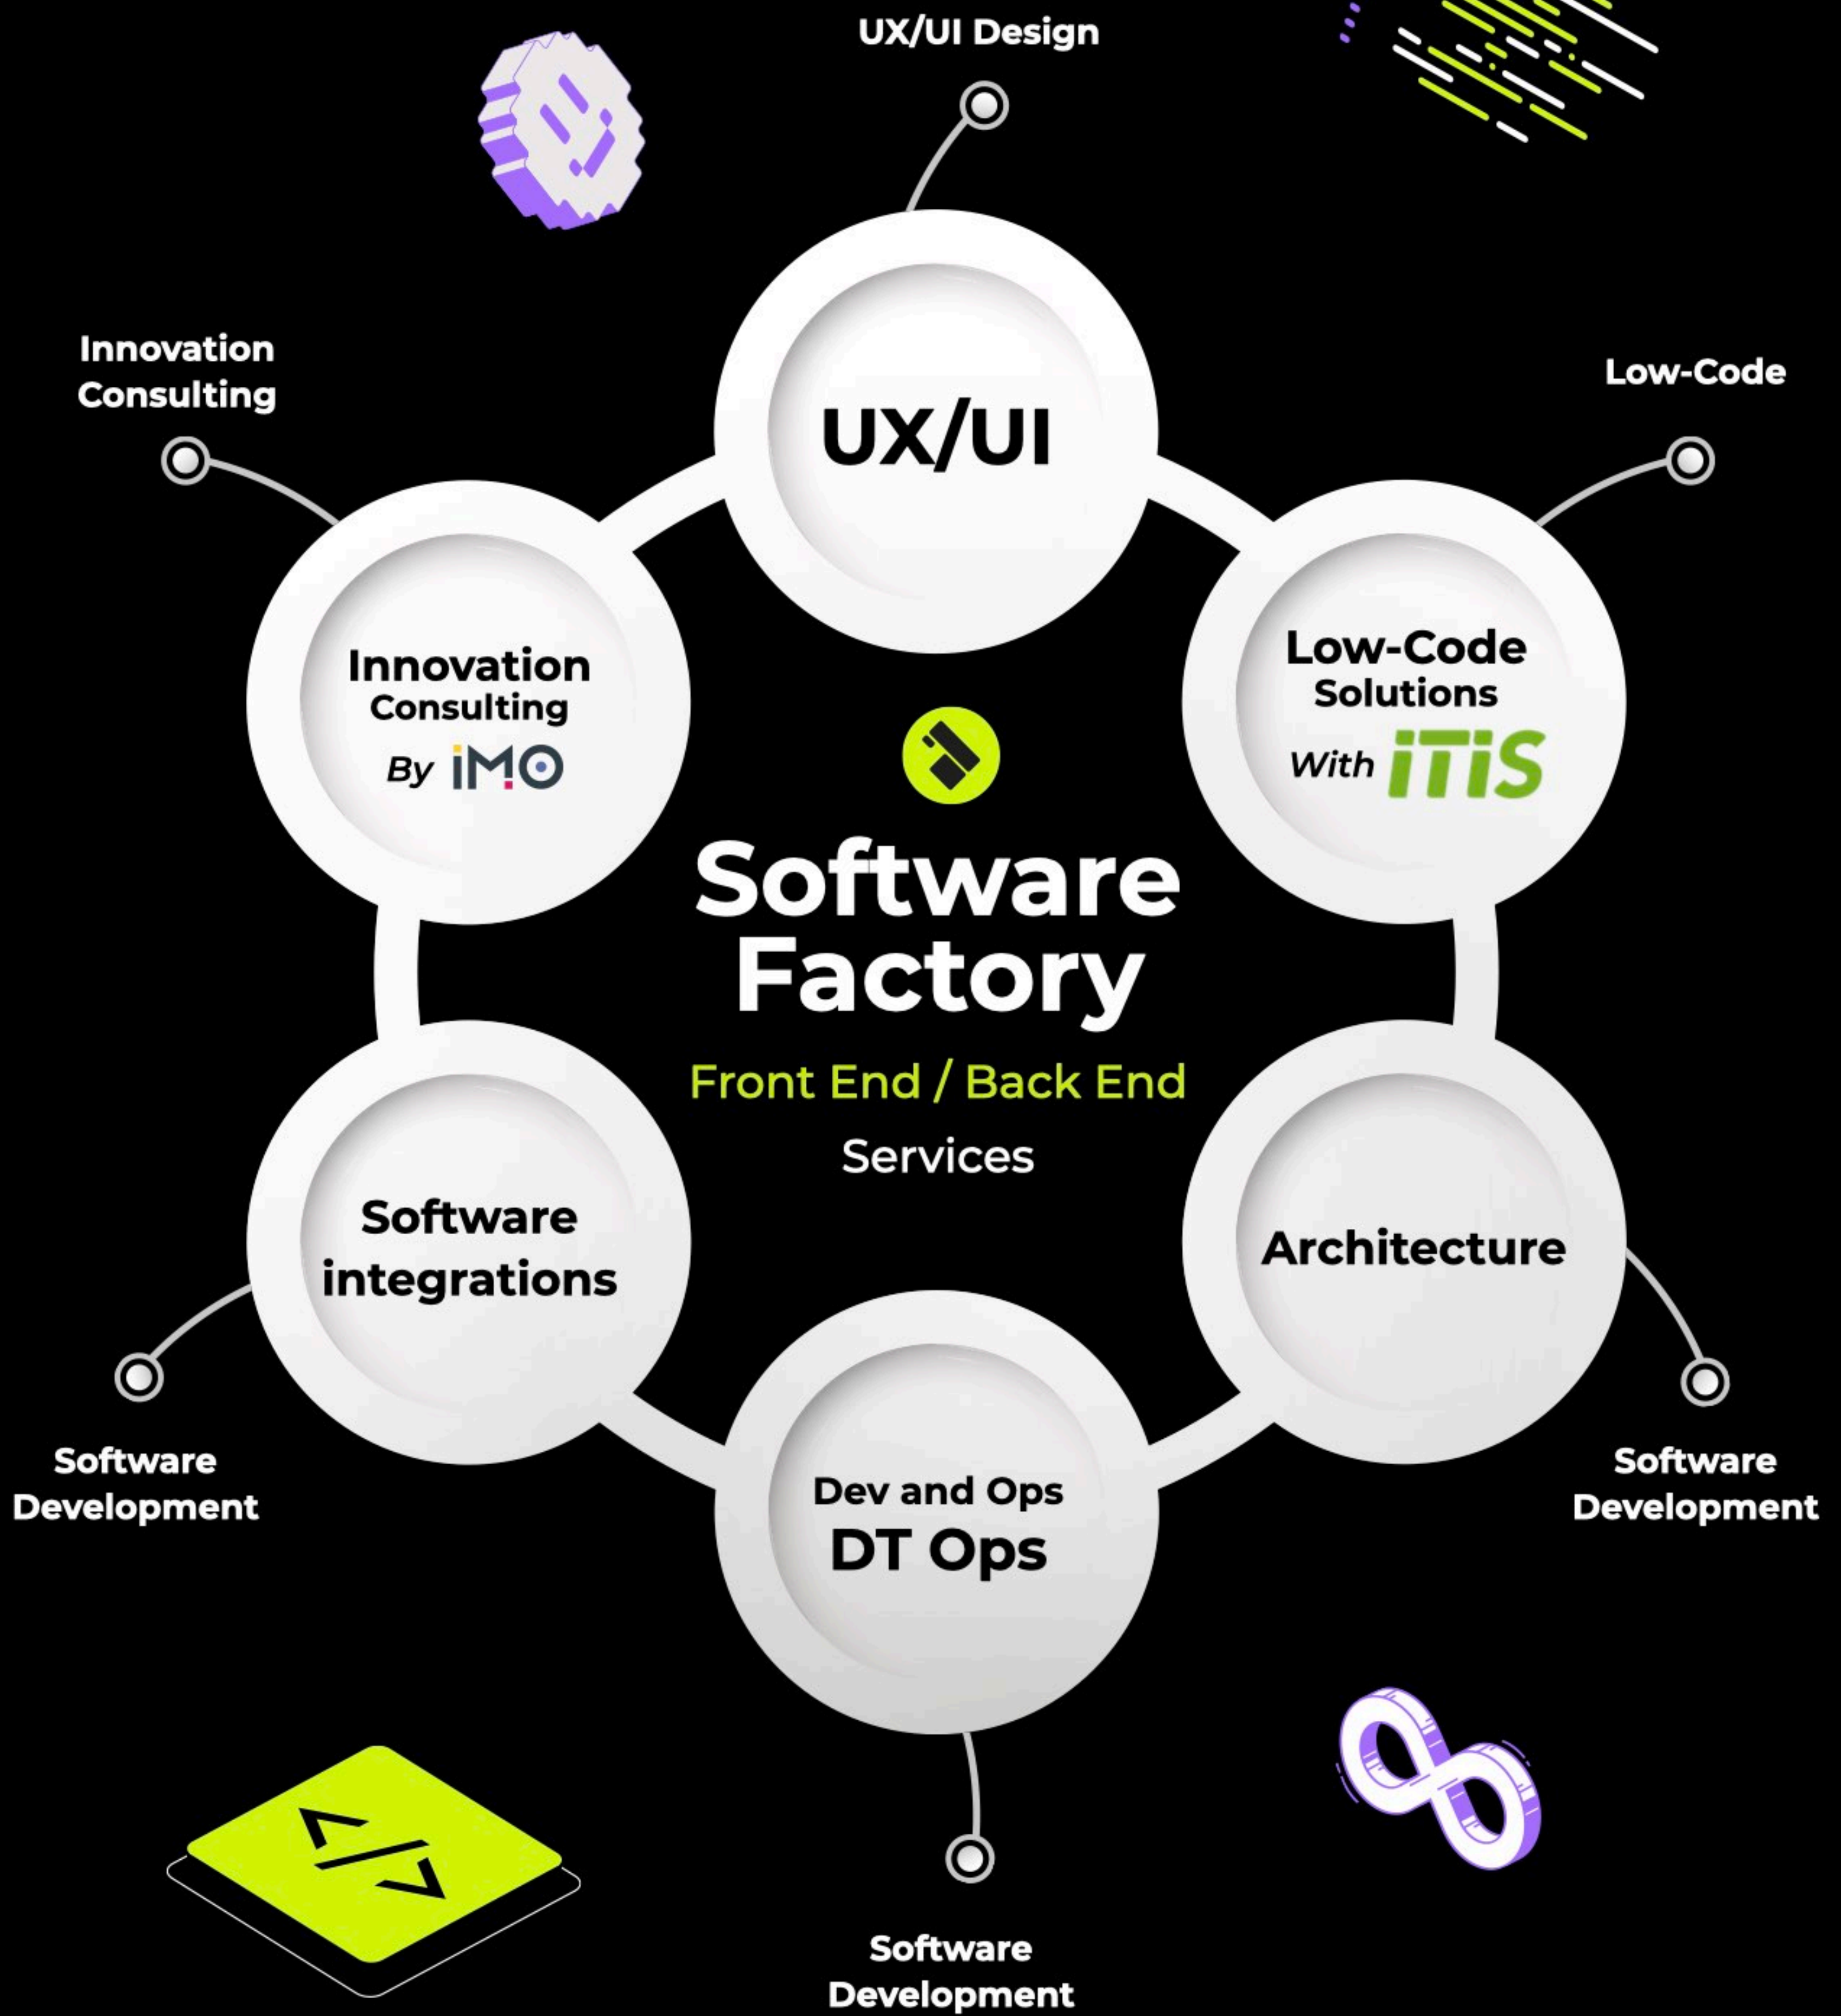 UX/UI Design
UX/UI
Innovation
Consulting
Low-Code
Innovation
Consulting
By iMO
Low-Code
Solutions
With iTiS
Software
Factory
Front End / Back End
Services
Software
integrations
Architecture
Software
Development
Software
Development
Dev and Ops
DT Ops
</>
Software
Development